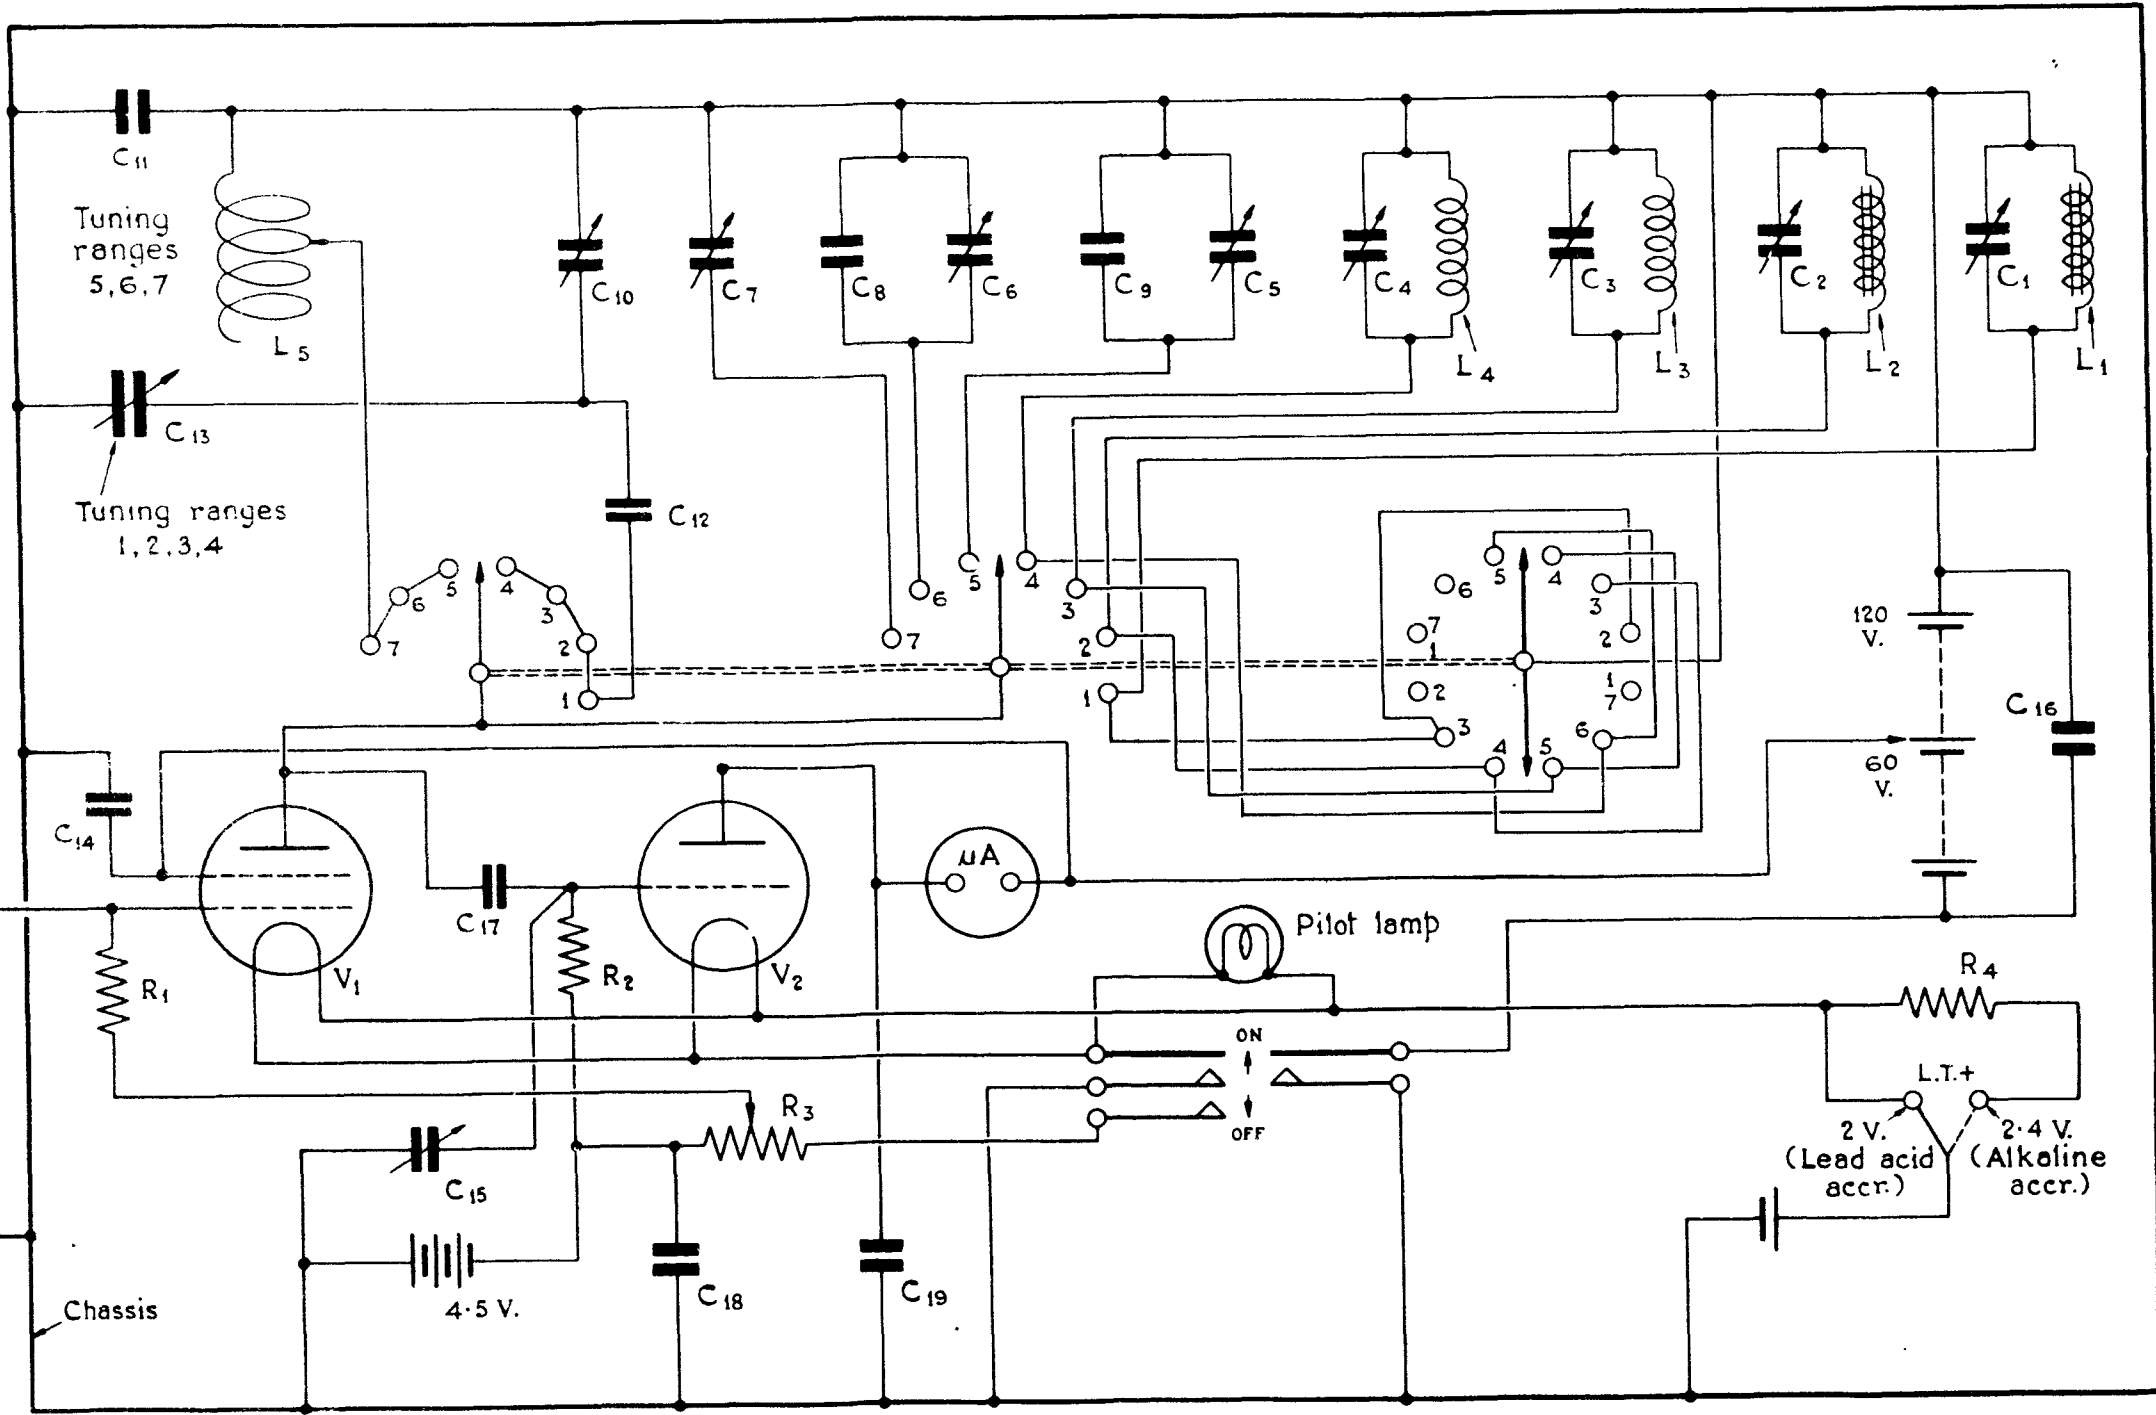 C11
Tuning
ranges
5,6,7
L5
C10
C7
C8
C6
C9
C5
C4
L4
C3
L3
C2
L2
C1
L1
C13
Tuning ranges
1,2,3,4
C12
7
6
5
4
3
2
1
7
6
5
4
3
2
1
5
4
6
3
7
1
2
2
1
7
3
4
5
6
120
V.
60
V.
C16
C14
V1
R1
C17
R2
V2
µA
Pilot lamp
R4
ON
OFF
L.T.+
2 V.
(Lead acid
accr.)
2·4 V.
(Alkaline
accr.)
R3
C15
4·5 V.
C18
C19
Chassis